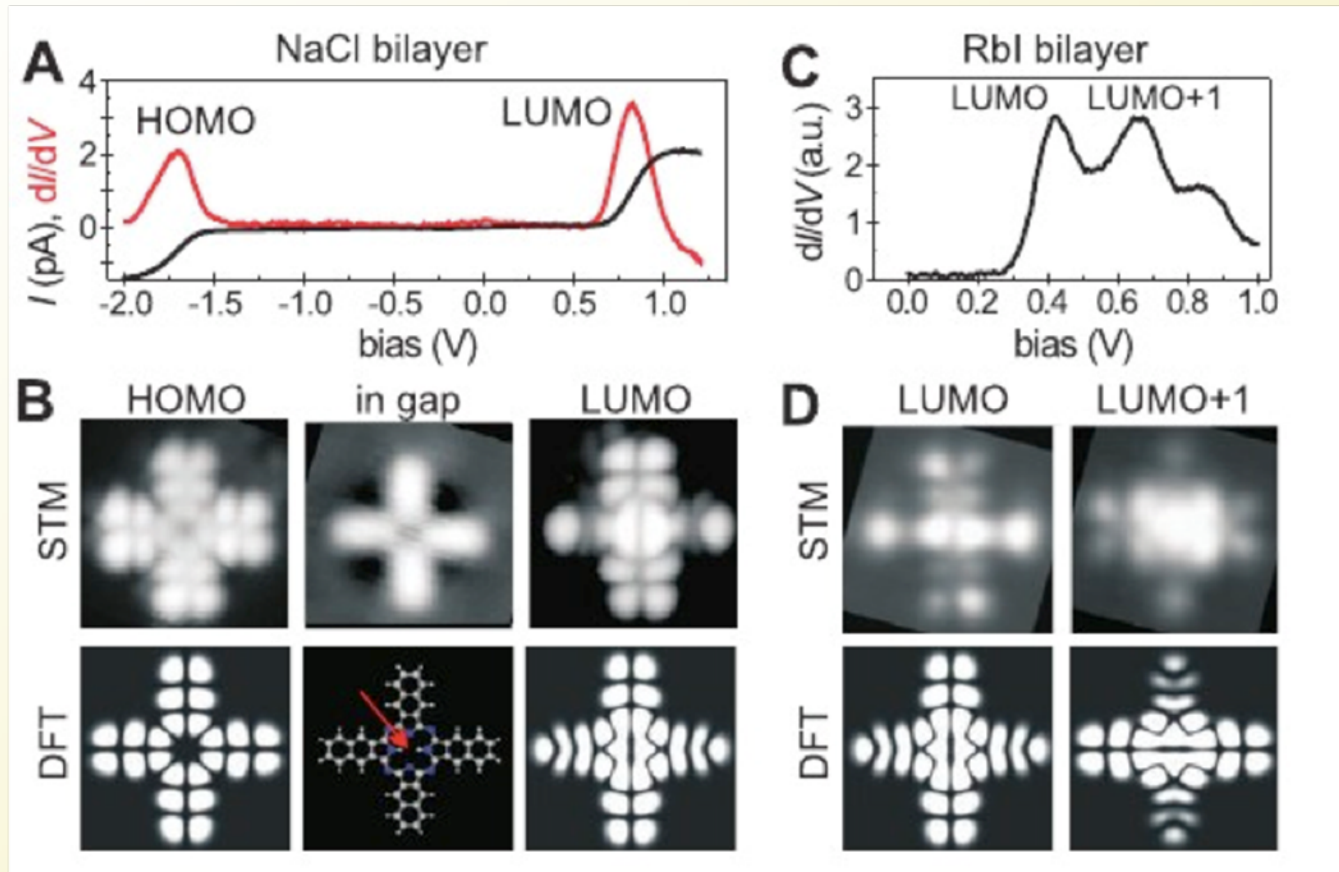 A NaCl bilayer
4
2
0
I (pA), dI/dV
HOMO
LUMO
-2.0 -1.5 -1.0 -0.5 0.0 0.5 1.0
bias (V)
C RbI bilayer
3
2
1
0
dI/dV (a.u.)
LUMO LUMO+1
0.0 0.2 0.4 0.6 0.8 1.0
bias (V)
B HOMO in gap LUMO
STM
DFT
D LUMO LUMO+1
STM
DFT